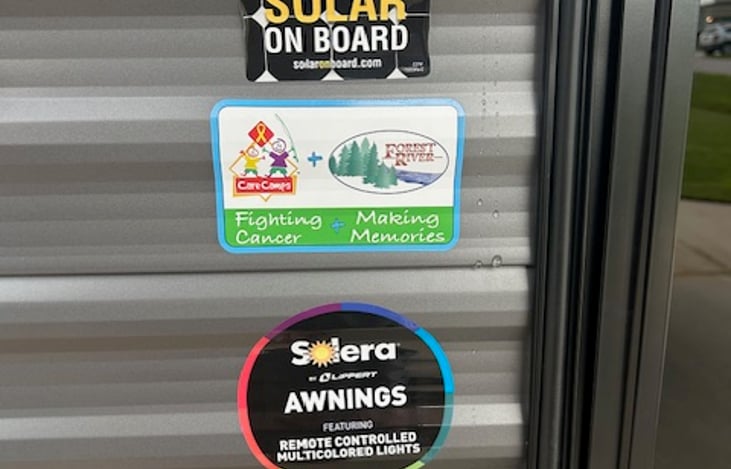 SOLAR
ON BOARD
solaronboard.com
Care Camps
+
FOREST
RIVER
Fighting + Making
Cancer Memories
Solera
BY LIPPERT
AWNINGS
FEATURING
REMOTE CONTROLLED
MULTICOLORED LIGHTS